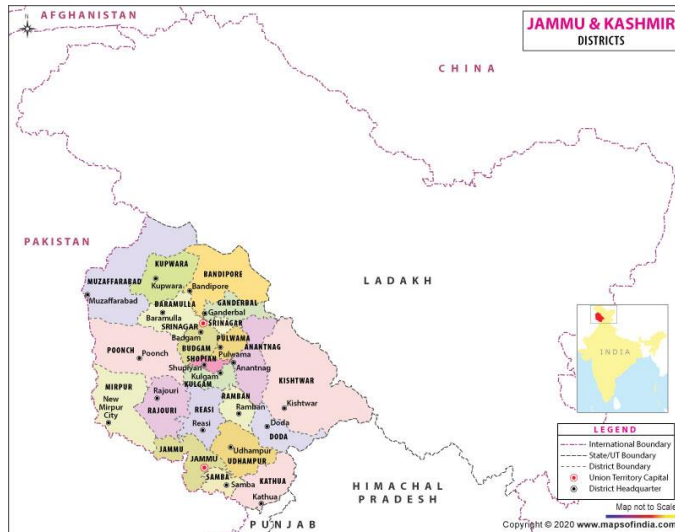 AFGHANISTAN
N
JAMMU & KASHMIR
DISTRICTS
CHINA
PAKISTAN
LADAKH
KUPWARA
Kupwara
BANDIPORE
Bandipore
MUZAFFARABAD
Muzaffarabad
BARAMULLA
Baramulla
GANDERBAL
Ganderbal
SRINAGAR
SRINAGAR
Badgam
BUDGAM
PULWAMA
Pulwama
ANANTNAG
Anantnag
POONCH
Poonch
SHOPIAN
Shupiyan
Kulgam
KULGAM
KISHTWAR
Kishtwar
MIRPUR
New
Mirpur
City
Rajouri
RAJOURI
REASI
Reasi
RAMBAN
Ramban
Doda
DODA
JAMMU
JAMMU
Udhampur
UDHAMPUR
SAMBA
Samba
KATHUA
Kathua
HIMACHAL
PRADESH
PUNJAB
INDIA
LEGEND
International Boundary
State/UT Boundary
District Boundary
Union Territory Capital
District Headquarter
Map not to Scale
Copyright © 2020 www.mapsofindia.com